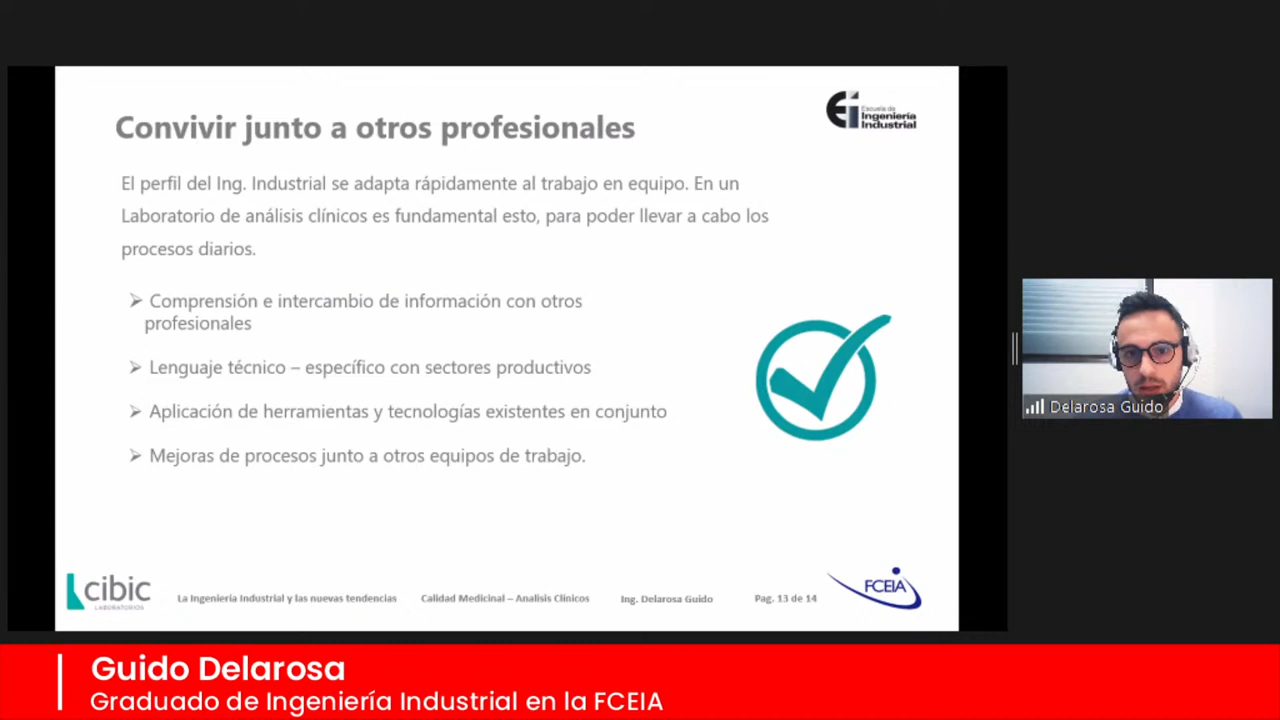 Convivir junto a otros profesionales
Escuela de
Ingeniería
Industrial
El perfil del Ing. Industrial se adapta rápidamente al trabajo en equipo. En un
Laboratorio de análisis clínicos es fundamental esto, para poder llevar a cabo los
procesos diarios.
➢ Comprensión e intercambio de información con otros
profesionales
➢ Lenguaje técnico – específico con sectores productivos
➢ Aplicación de herramientas y tecnologías existentes en conjunto
➢ Mejoras de procesos junto a otros equipos de trabajo.
Delarosa Guido
cibic
LABORATORIOS
La Ingeniería Industrial y las nuevas tendencias
Calidad Medicinal – Analisis Clínicos
Ing. Delarosa Guido
Pag. 13 de 14
FCEIA
Guido Delarosa
Graduado de Ingeniería Industrial en la FCEIA